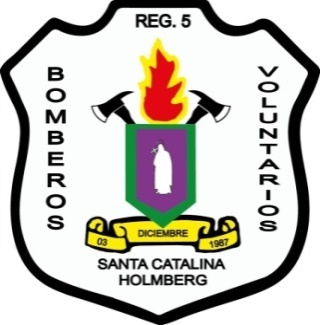 REG. 5
BOMBEROS
VOLUNTARIOS
DICIEMBRE
03
1987
SANTA CATALINA
HOLMBERG